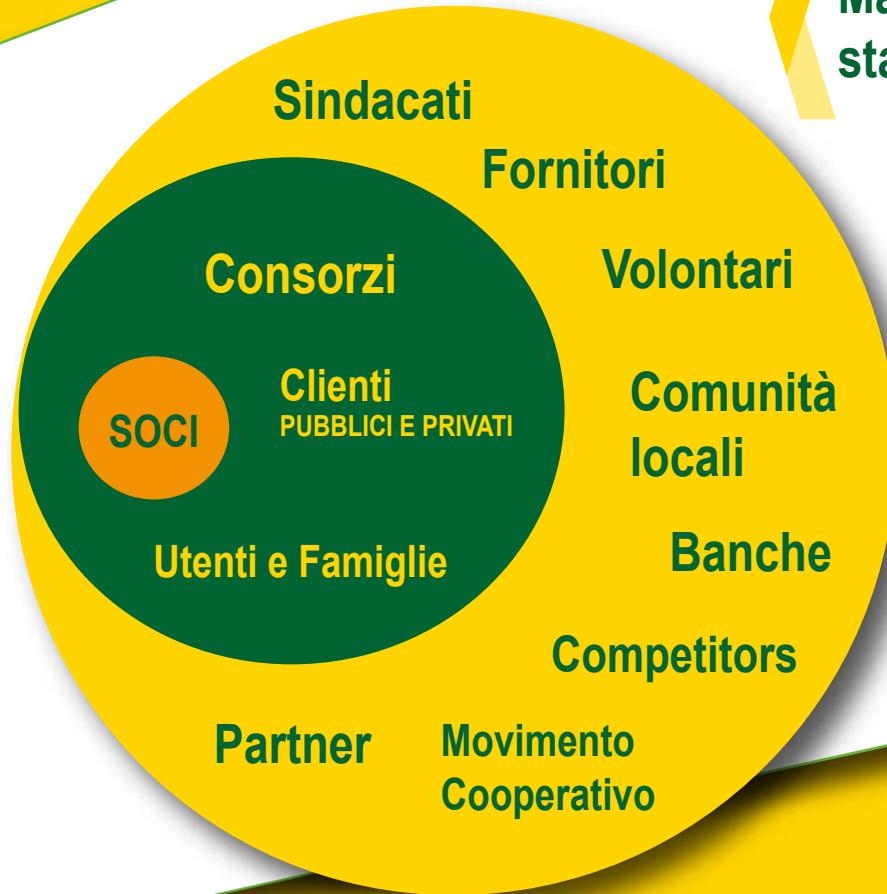 Sindacati
Fornitori
Consorzi
Volontari
Clienti
PUBBLICI E PRIVATI
SOCI
Comunità
locali
Utenti e Famiglie
Banche
Competitors
Partner
Movimento
Cooperativo